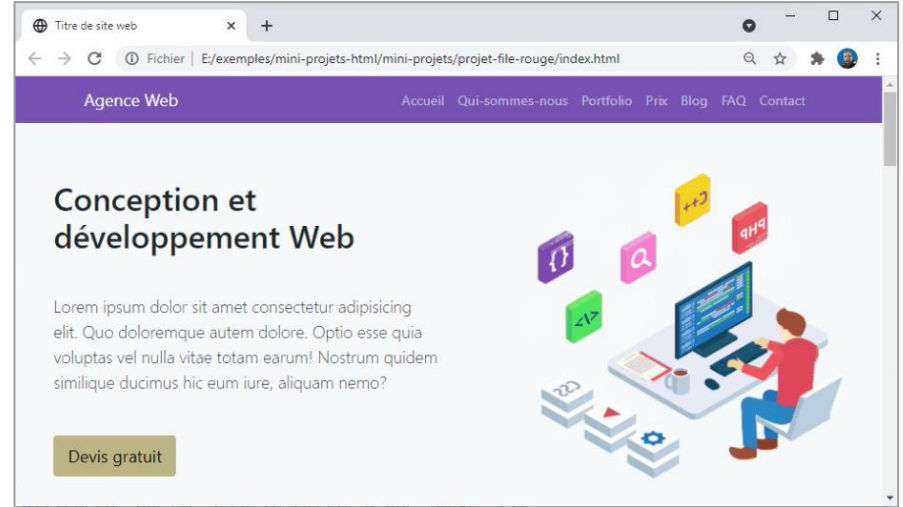 Titre de site web
Fichier | E:/exemples/mini-projets-html/mini-projets/projet-file-rouge/index.html
Agence Web
Accueil Qui-sommes-nous Portfolio Prix Blog FAQ Contact
Conception et
développement Web
Lorem ipsum dolor sit amet consectetur adipisicing
elit. Quo doloremque autem dolore. Optio esse quia
voluptas vel nulla vitae totam earum! Nostrum quidem
similique ducimus hic eum iure, aliquam nemo?
Devis gratuit
C++
PHP
{}
</>